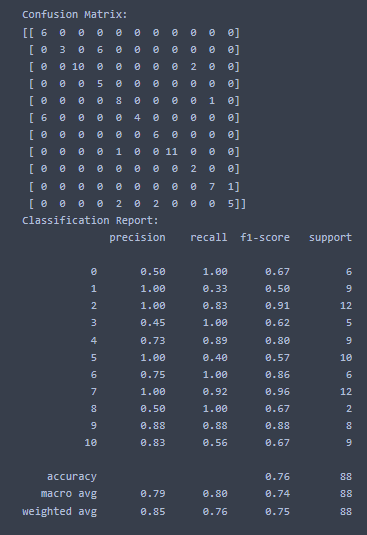 Confusion Matrix:
[[ 6  0  0  0  0  0  0  0  0  0  0]
 [ 0  3  0  6  0  0  0  0  0  0  0]
 [ 0  0 10  0  0  0  0  0  2  0  0]
 [ 0  0  0  5  0  0  0  0  0  0  0]
 [ 0  0  0  0  8  0  0  0  0  1  0]
 [ 6  0  0  0  0  4  0  0  0  0  0]
 [ 0  0  0  0  0  0  6  0  0  0  0]
 [ 0  0  0  0  1  0  0 11  0  0  0]
 [ 0  0  0  0  0  0  0  0  2  0  0]
 [ 0  0  0  0  0  0  0  0  0  7  1]
 [ 0  0  0  0  2  0  2  0  0  0  5]]
Classification Report:
              precision    recall  f1-score   support

           0       0.50      1.00      0.67         6
           1       1.00      0.33      0.50         9
           2       1.00      0.83      0.91        12
           3       0.45      1.00      0.62         5
           4       0.73      0.89      0.80         9
           5       1.00      0.40      0.57        10
           6       0.75      1.00      0.86         6
           7       1.00      0.92      0.96        12
           8       0.50      1.00      0.67         2
           9       0.88      0.88      0.88         8
          10       0.83      0.56      0.67         9

    accuracy                           0.76        88
   macro avg       0.79      0.80      0.74        88
weighted avg       0.85      0.76      0.75        88